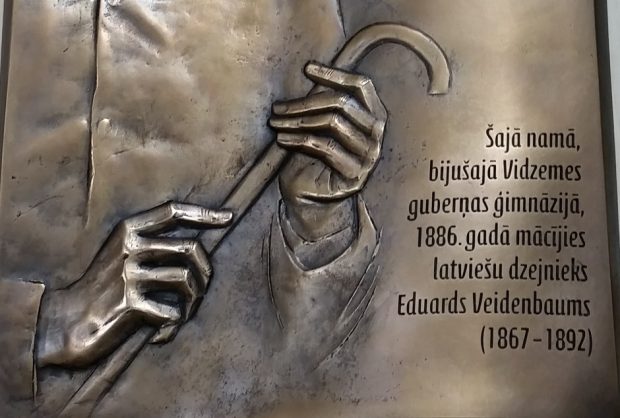 Šajā namā,
bijušajā Vidzemes
guberņas ģimnāzijā,
1886. gadā mācījies
latviešu dzejnieks
Eduards Veidenbaums
(1867 – 1892)